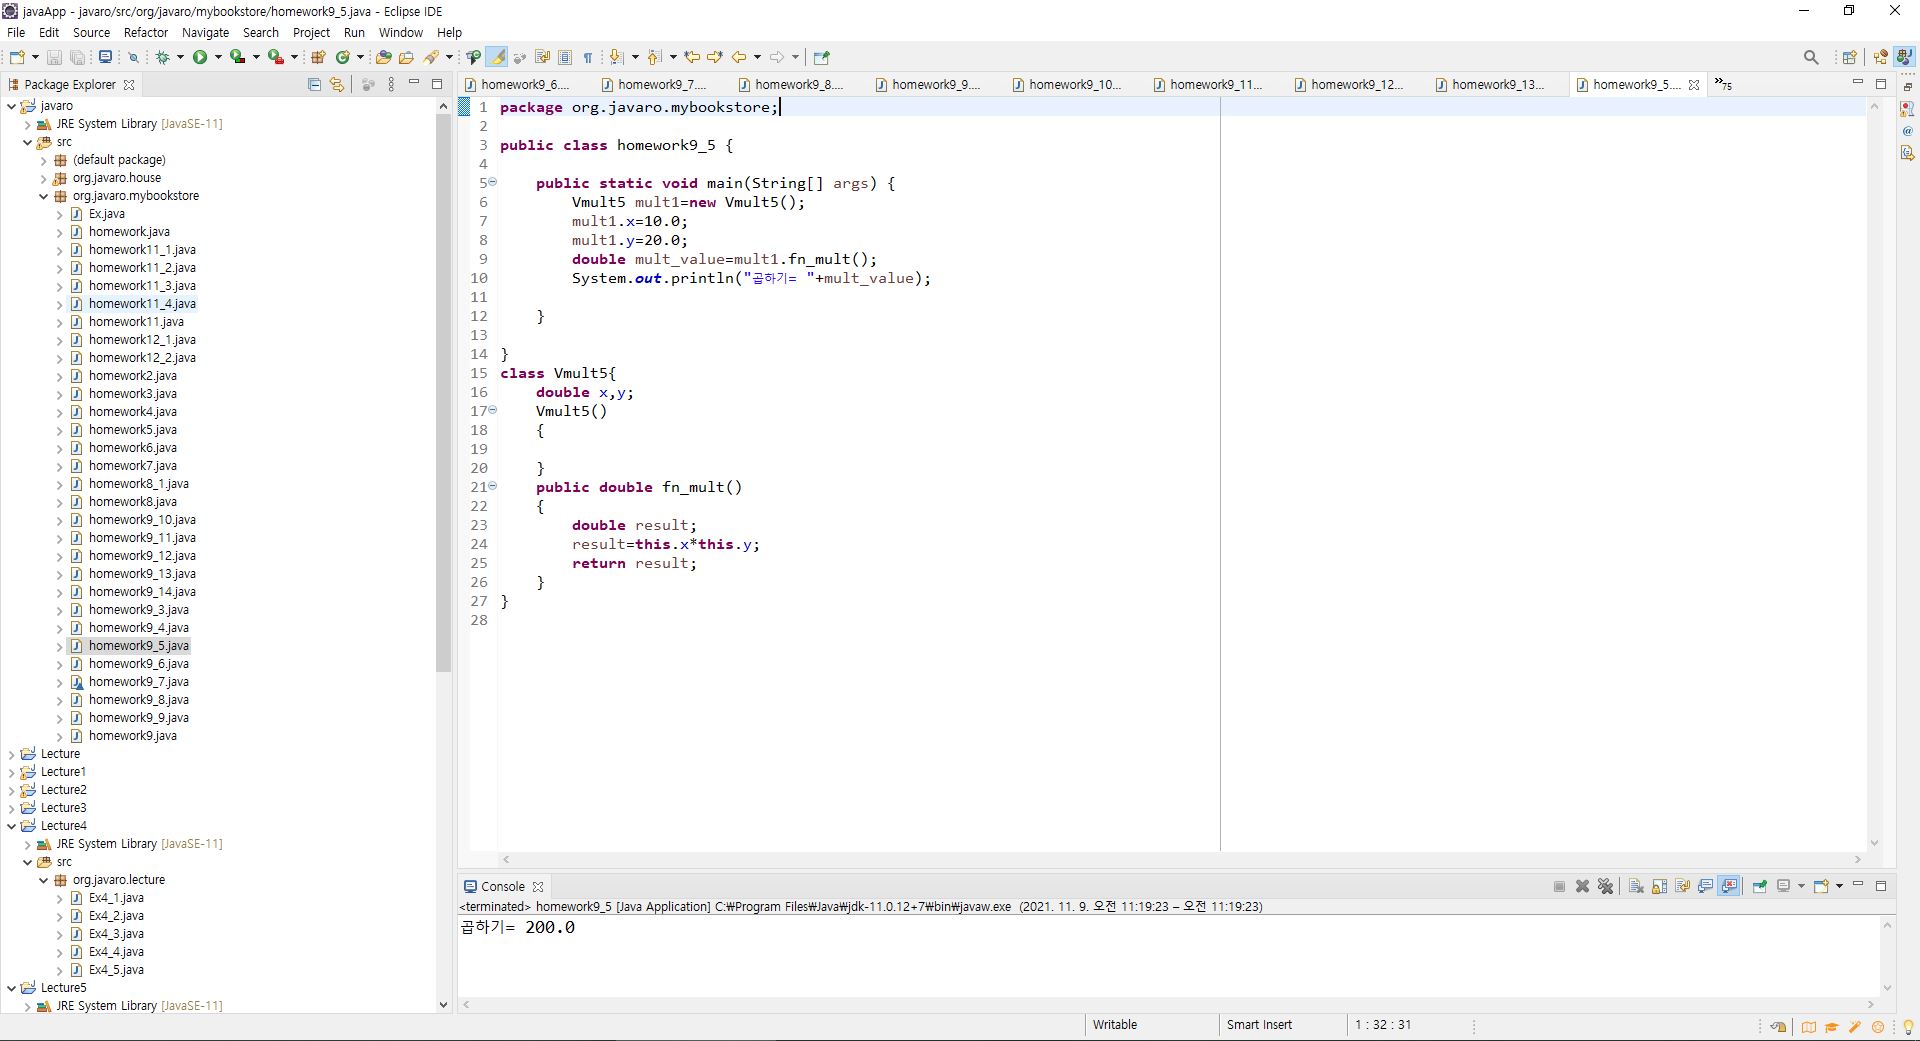 javaApp - javaro/src/org/javaro/mybookstore/homework9_5.java - Eclipse IDE
File Edit Source Refactor Navigate Search Project Run Window Help
Package Explorer
javaro
JRE System Library [JavaSE-11]
src
(default package)
org.javaro.house
org.javaro.mybookstore
Ex.java
homework.java
homework11_1.java
homework11_2.java
homework11_3.java
homework11_4.java
homework11.java
homework12_1.java
homework12_2.java
homework2.java
homework3.java
homework4.java
homework5.java
homework6.java
homework7.java
homework8_1.java
homework8.java
homework9_10.java
homework9_11.java
homework9_12.java
homework9_13.java
homework9_14.java
homework9_3.java
homework9_4.java
homework9_5.java
homework9_6.java
homework9_7.java
homework9_8.java
homework9_9.java
homework9.java
Lecture
Lecture1
Lecture2
Lecture3
Lecture4
JRE System Library [JavaSE-11]
src
org.javaro.lecture
Ex4_1.java
Ex4_2.java
Ex4_3.java
Ex4_4.java
Ex4_5.java
Lecture5
JRE System Library [JavaSE-11]
homework9_6.... homework9_7.... homework9_8.... homework9_9.... homework9_10... homework9_11... homework9_12... homework9_13... homework9_5.... »75
1 package org.javaro.mybookstore;
2
3 public class homework9_5 {
4
5 public static void main(String[] args) {
6 Vmult5 mult1=new Vmult5();
7 mult1.x=10.0;
8 mult1.y=20.0;
9 double mult_value=mult1.fn_mult();
10 System.out.println("곱하기= "+mult_value);
11
12 }
13
14 }
15 class Vmult5{
16 double x,y;
17 Vmult5()
18 {
19
20 }
21 public double fn_mult()
22 {
23 double result;
24 result=this.x*this.y;
25 return result;
26 }
27 }
28
Console
<terminated> homework9_5 [Java Application] C:₩Program Files₩Java₩jdk-11.0.12+7₩bin₩javaw.exe (2021. 11. 9. 오전 11:19:23 – 오전 11:19:23)
곱하기= 200.0
Writable Smart Insert 1 : 32 : 31